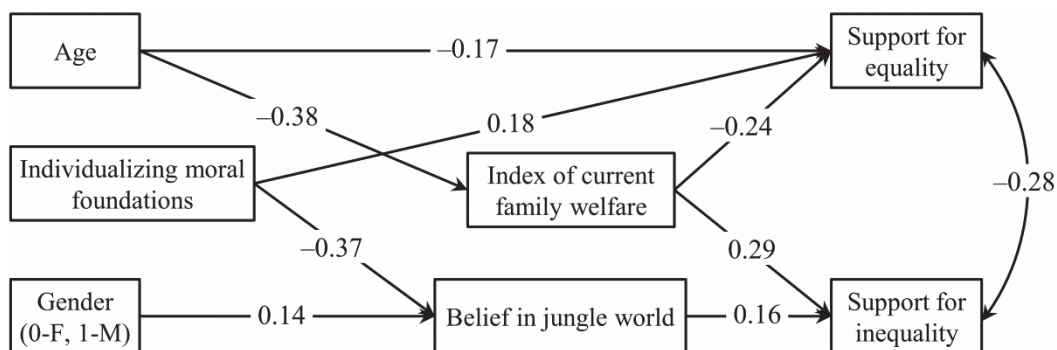 Age
–0.17
Support for
equality
–0.38
0.18
–0.24
Individualizing moral
foundations
Index of current
family welfare
–0.28
–0.37
0.29
Gender
(0-F, 1-M)
0.14
Belief in jungle world
0.16
Support for
inequality